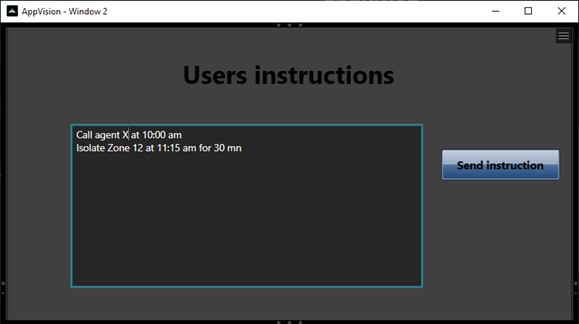 AppVision - Window 2
Users instructions
Call agent X at 10:00 am
Isolate Zone 12 at 11:15 am for 30 mn
Send instruction